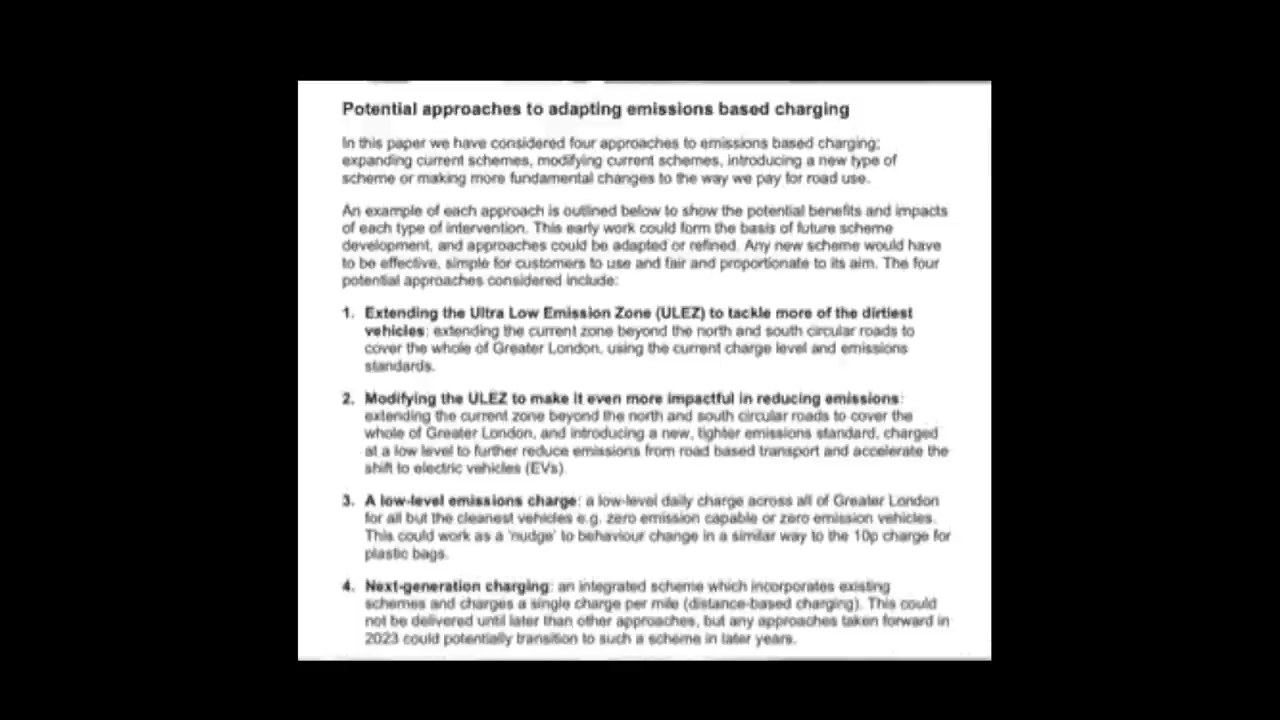 Potential approaches to adapting emissions based charging
In this paper we have considered four approaches to emissions based charging;
expanding current schemes, modifying current schemes, introducing a new type of
scheme or making more fundamental changes to the way we pay for road use.
An example of each approach is outlined below to show the potential benefits and impacts
of each type of intervention. This early work could form the basis of future scheme
development, and approaches could be adapted or refined. Any new scheme would have
to be effective, simple for customers to use and fair and proportionate to its aim. The four
potential approaches considered include:
1. Extending the Ultra Low Emission Zone (ULEZ) to tackle more of the dirtiest
vehicles: extending the current zone beyond the north and south circular roads to
cover the whole of Greater London, using the current charge level and emissions
standards.
2. Modifying the ULEZ to make it even more impactful in reducing emissions:
extending the current zone beyond the north and south circular roads to cover the
whole of Greater London, and introducing a new, tighter emissions standard, charged
at a low level to further reduce emissions from road based transport and accelerate the
shift to electric vehicles (EVs).
3. A low-level emissions charge: a low-level daily charge across all of Greater London
for all but the cleanest vehicles e.g. zero emission capable or zero emission vehicles.
This could work as a 'nudge' to behaviour change in a similar way to the 10p charge for
plastic bags.
4. Next-generation charging: an integrated scheme which incorporates existing
schemes and charges a single charge per mile (distance-based charging). This could
not be delivered until later than other approaches, but any approaches taken forward in
2023 could potentially transition to such a scheme in later years.